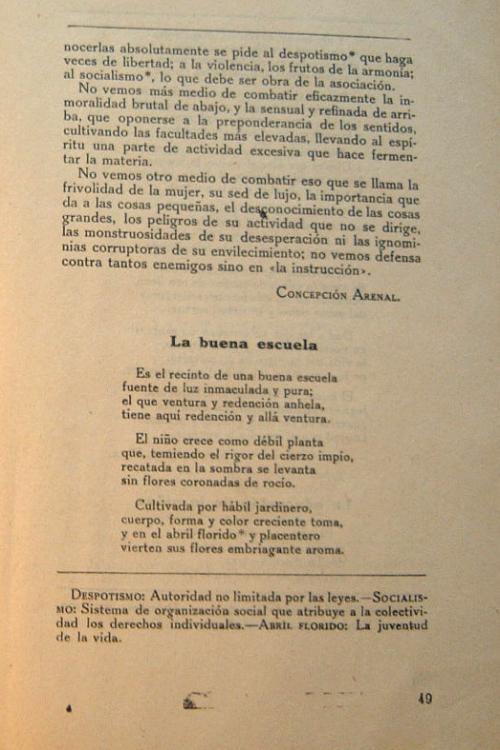 nocerlas absolutamente se pide al despotismo* que haga
veces de libertad; a la violencia, los frutos de la armonía;
al socialismo*, lo que debe ser obra de la asociación.
No vemos más medio de combatir eficazmente la in-
moralidad brutal de abajo, y la sensual y refinada de arri-
ba, que oponerse a la preponderancia de los sentidos,
cultivando las facultades más elevadas, llevando al espí-
ritu una parte de actividad excesiva que hace fermen-
tar la materia.
No vemos otro medio de combatir eso que se llama la
frivolidad de la mujer, su sed de lujo, la importancia que
da a las cosas pequeñas, el desconocimiento de las cosas
grandes, los peligros de su actividad que no se dirige,
las monstruosidades de su desesperación ni las ignomi-
nias corruptoras de su envilecimiento; no vemos defensa
contra tantos enemigos sino en «la instrucción».
CONCEPCIÓN ARENAL.
La buena escuela
Es el recinto de una buena escuela
fuente de luz inmaculada y pura;
el que ventura y redención anhela,
tiene aquí redención y allá ventura.
El niño crece como débil planta
que, temiendo el rigor del cierzo impío,
recatada en la sombra se levanta
sin flores coronadas de rocío.
Cultivada por hábil jardinero,
cuerpo, forma y color creciente toma,
y en el abril florido* y placentero
vierten sus flores embriagante aroma.
DESPOTISMO: Autoridad no limitada por las leyes.—SOCIALIS-
MO: Sistema de organización social que atribuye a la colectivi-
dad los derechos individuales.—ABRIL FLORIDO: La juventud
de la vida.
49